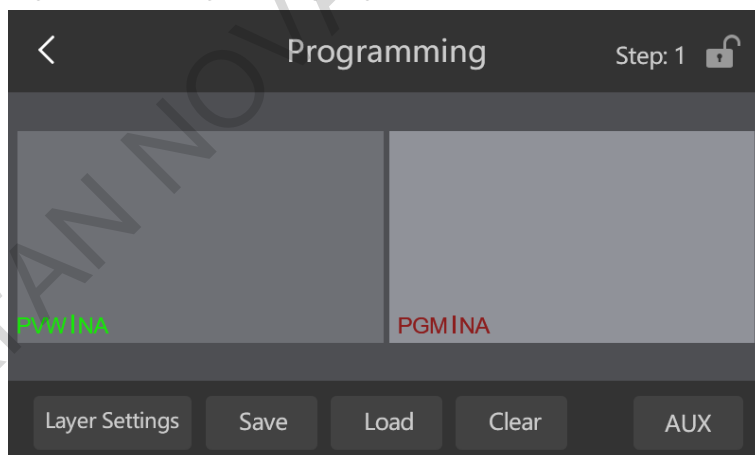 Programming
Step: 1
PVW|NA
PGM|NA
Layer Settings
Save
Load
Clear
AUX